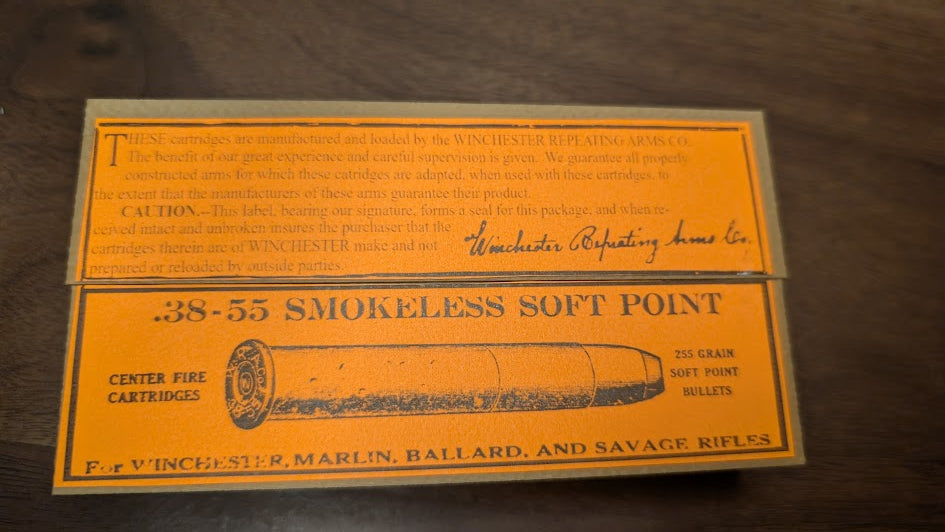 THESE cartridges are manufactured and loaded by the WINCHESTER REPEATING ARMS CO.
The benefit of our great experience and careful supervision is given. We guarantee all properly
constructed arms for which these catridges are adapted, when used with these cartridges, to
the extent that the manufacturers of these arms guarantee their product.
CAUTION.--This label, bearing our signature, forms a seal for this package, and when re-
ceived intact and unbroken insures the purchaser that the
cartridges therein are of WINCHESTER make and not
prepared or reloaded by outside parties.
Winchester Repeating Arms Co.
.38-55 SMOKELESS SOFT POINT
CENTER FIRE
CARTRIDGES
W.R.A.Co.
255 GRAIN
SOFT POINT
BULLETS
For WINCHESTER, MARLIN, BALLARD, AND SAVAGE RIFLES